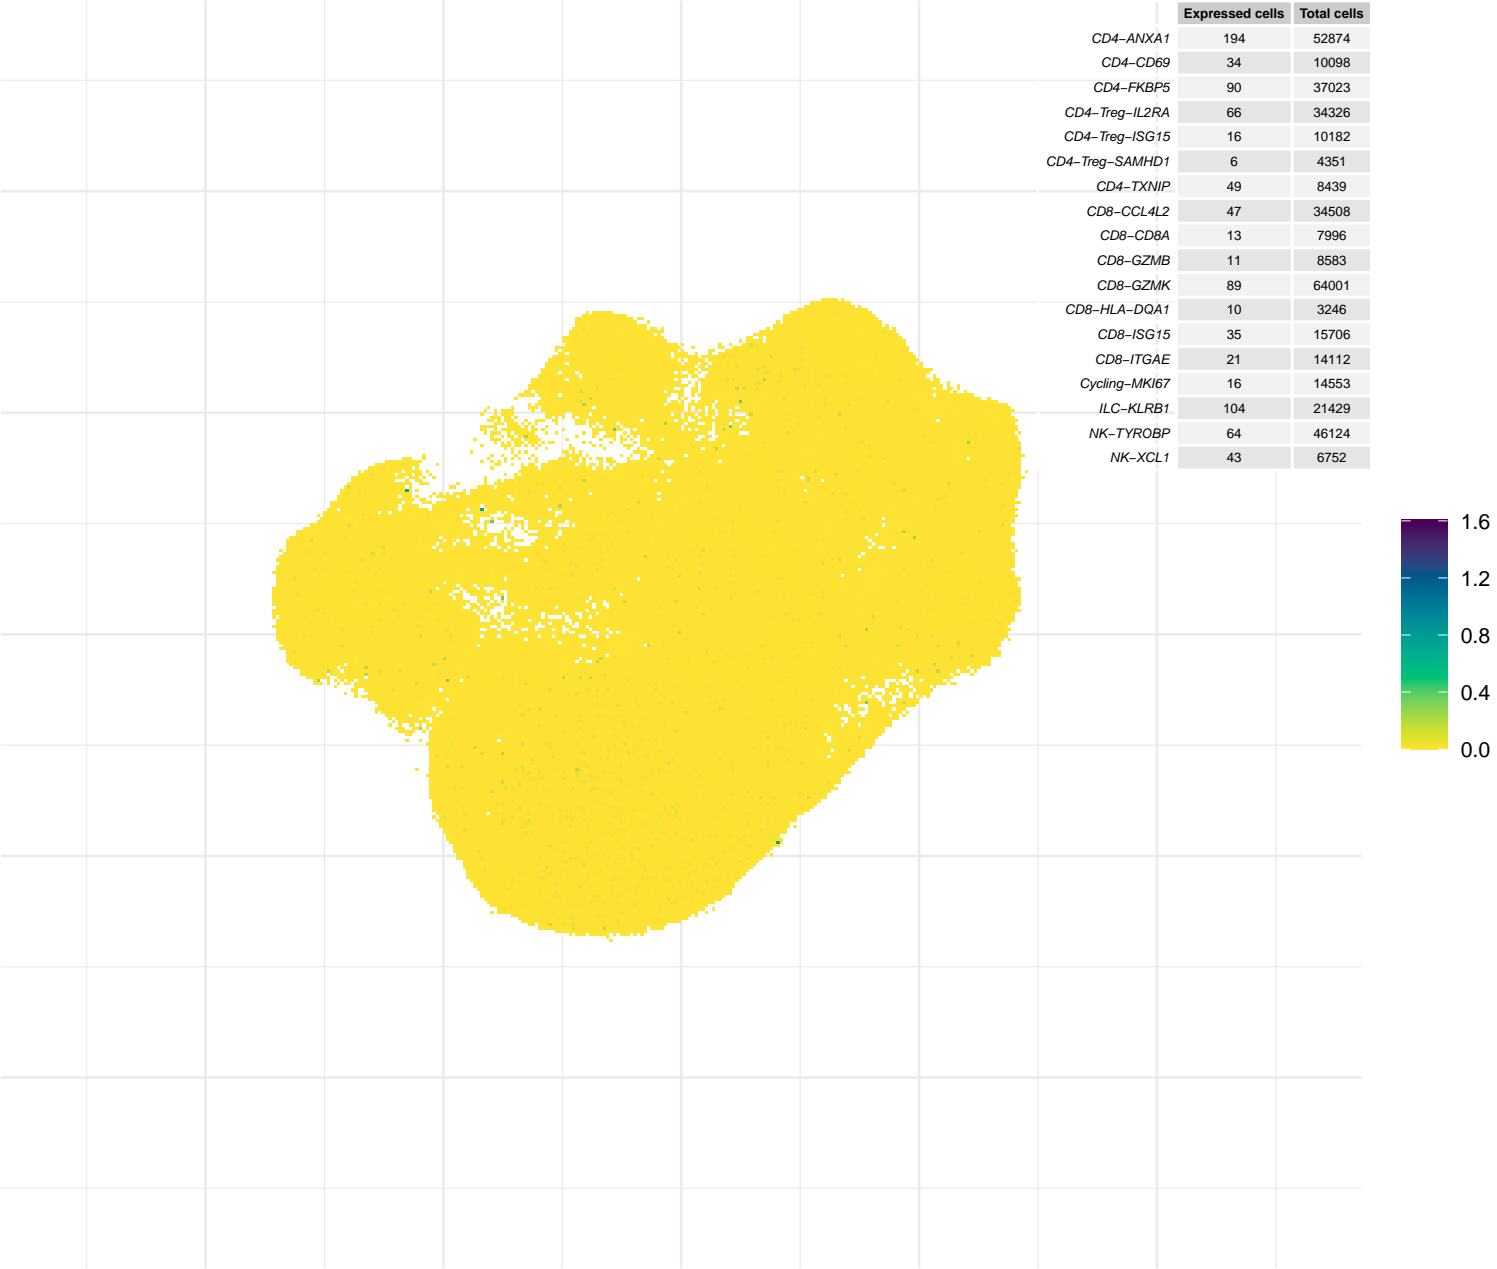 Expressed cells Total cells
CD4−ANXA1 194 52874
CD4−CD69 34 10098
CD4−FKBP5 90 37023
CD4−Treg−IL2RA 66 34326
CD4−Treg−ISG15 16 10182
CD4−Treg−SAMHD1 6 4351
CD4−TXNIP 49 8439
CD8−CCL4L2 47 34508
CD8−CD8A 13 7996
CD8−GZMB 11 8583
CD8−GZMK 89 64001
CD8−HLA−DQA1 10 3246
CD8−ISG15 35 15706
CD8−ITGAE 21 14112
Cycling−MKI67 16 14553
ILC−KLRB1 104 21429
NK−TYROBP 64 46124
NK−XCL1 43 6752
1.6
1.2
0.8
0.4
0.0